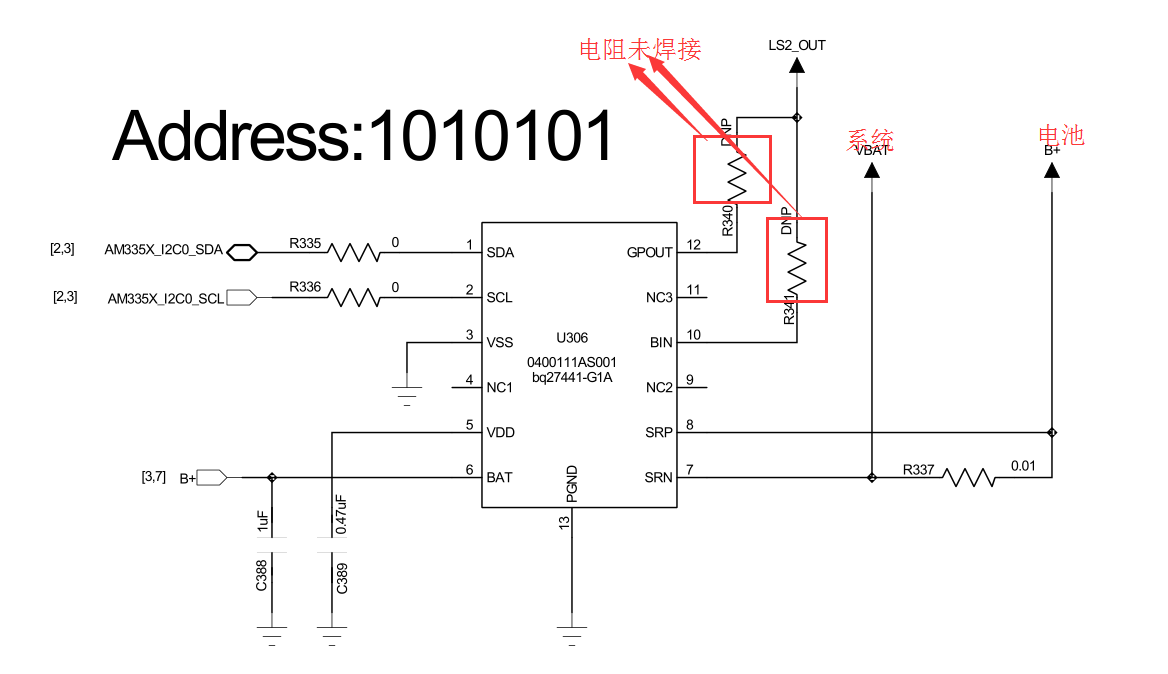 电阻未焊接
LS2_OUT
Address:1010101
DNP
系统
VBAT
电池
B+
R340
DNP
R341
[2,3]
AM335X_I2C0_SDA
R335
0
1
SDA
GPOUT
12
[2,3]
AM335X_I2C0_SCL
R336
0
2
SCL
NC3
11
3
VSS
U306
BIN
10
0400111AS001
bq27441-G1A
4
NC1
NC2
9
5
VDD
SRP
8
[3,7]
B+
6
BAT
PGND
SRN
7
R337
0.01
1uF
0.47uF
13
C388
C389